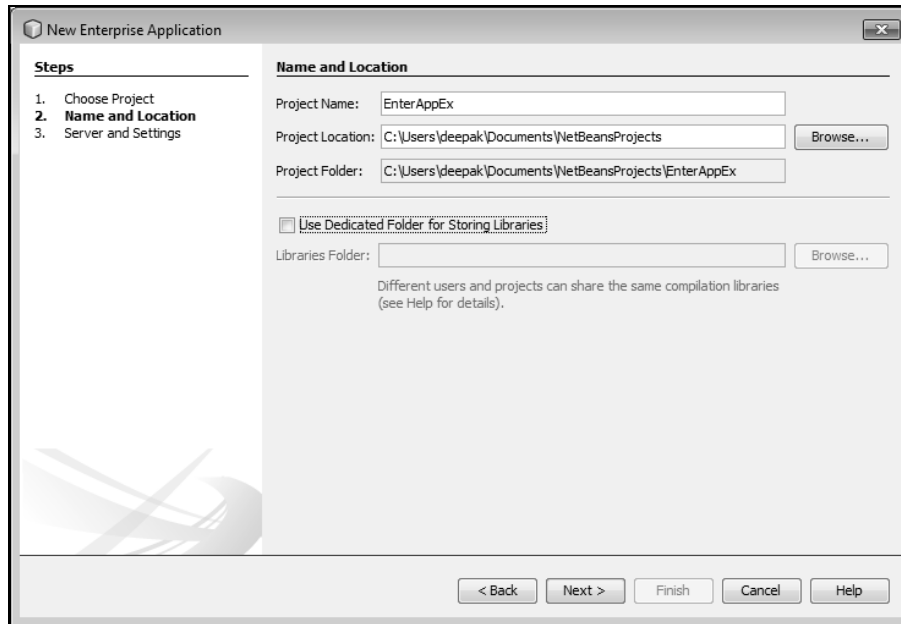 New Enterprise Application
Steps
1. Choose Project
2. Name and Location
3. Server and Settings
Name and Location
Project Name: EnterAppEx
Project Location: C:\Users\deepak\Documents\NetBeansProjects Browse...
Project Folder: C:\Users\deepak\Documents\NetBeansProjects\EnterAppEx
Use Dedicated Folder for Storing Libraries
Libraries Folder: Browse...
Different users and projects can share the same compilation libraries
(see Help for details).
< Back Next > Finish Cancel Help